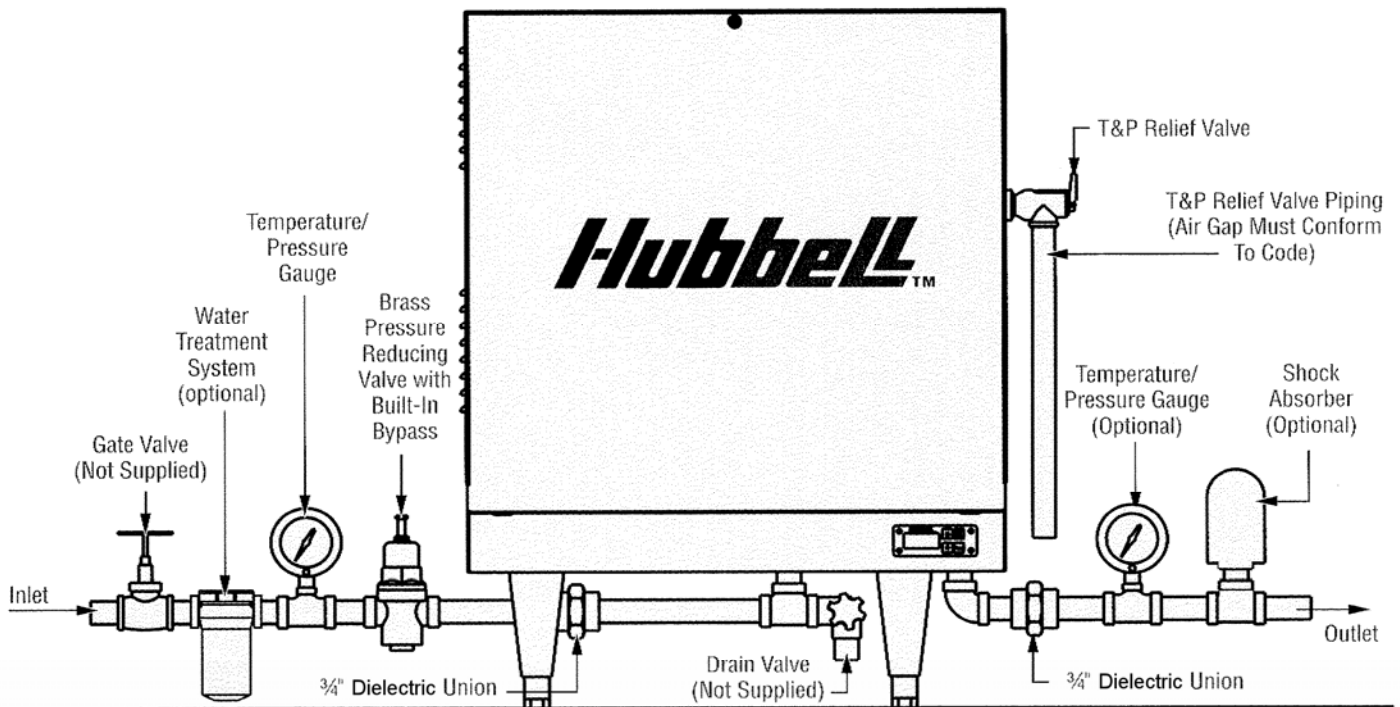 T&P Relief Valve
T&P Relief Valve Piping
(Air Gap Must Conform
To Code)
Temperature/
Pressure
Gauge
Hubbell™
Water
Treatment
System
(optional)
Brass
Pressure
Reducing
Valve with
Built-In
Bypass
Temperature/
Pressure Gauge
(Optional)
Shock
Absorber
(Optional)
Gate Valve
(Not Supplied)
Inlet
Outlet
¾" Dielectric Union
Drain Valve
(Not Supplied)
¾" Dielectric Union